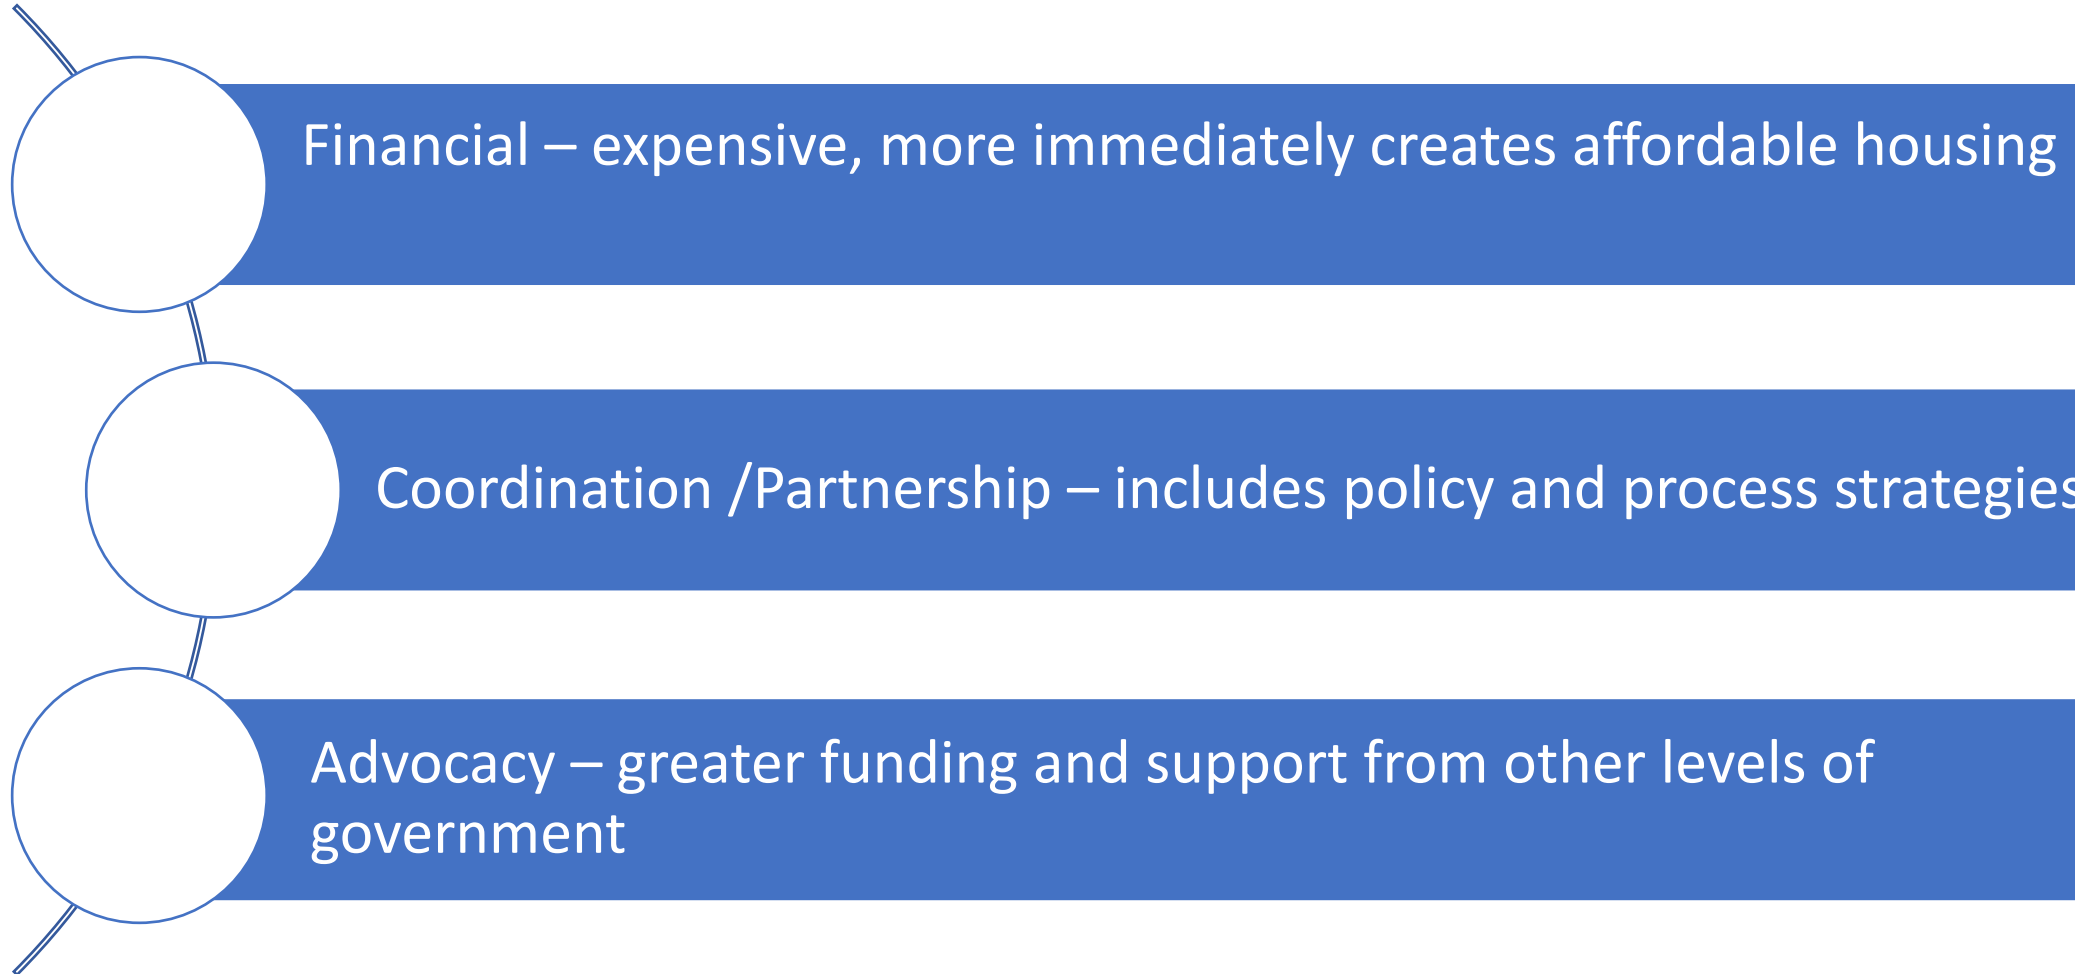 Financial – expensive, more immediately creates affordable housing
Coordination /Partnership – includes policy and process strategies
Advocacy – greater funding and support from other levels of
government